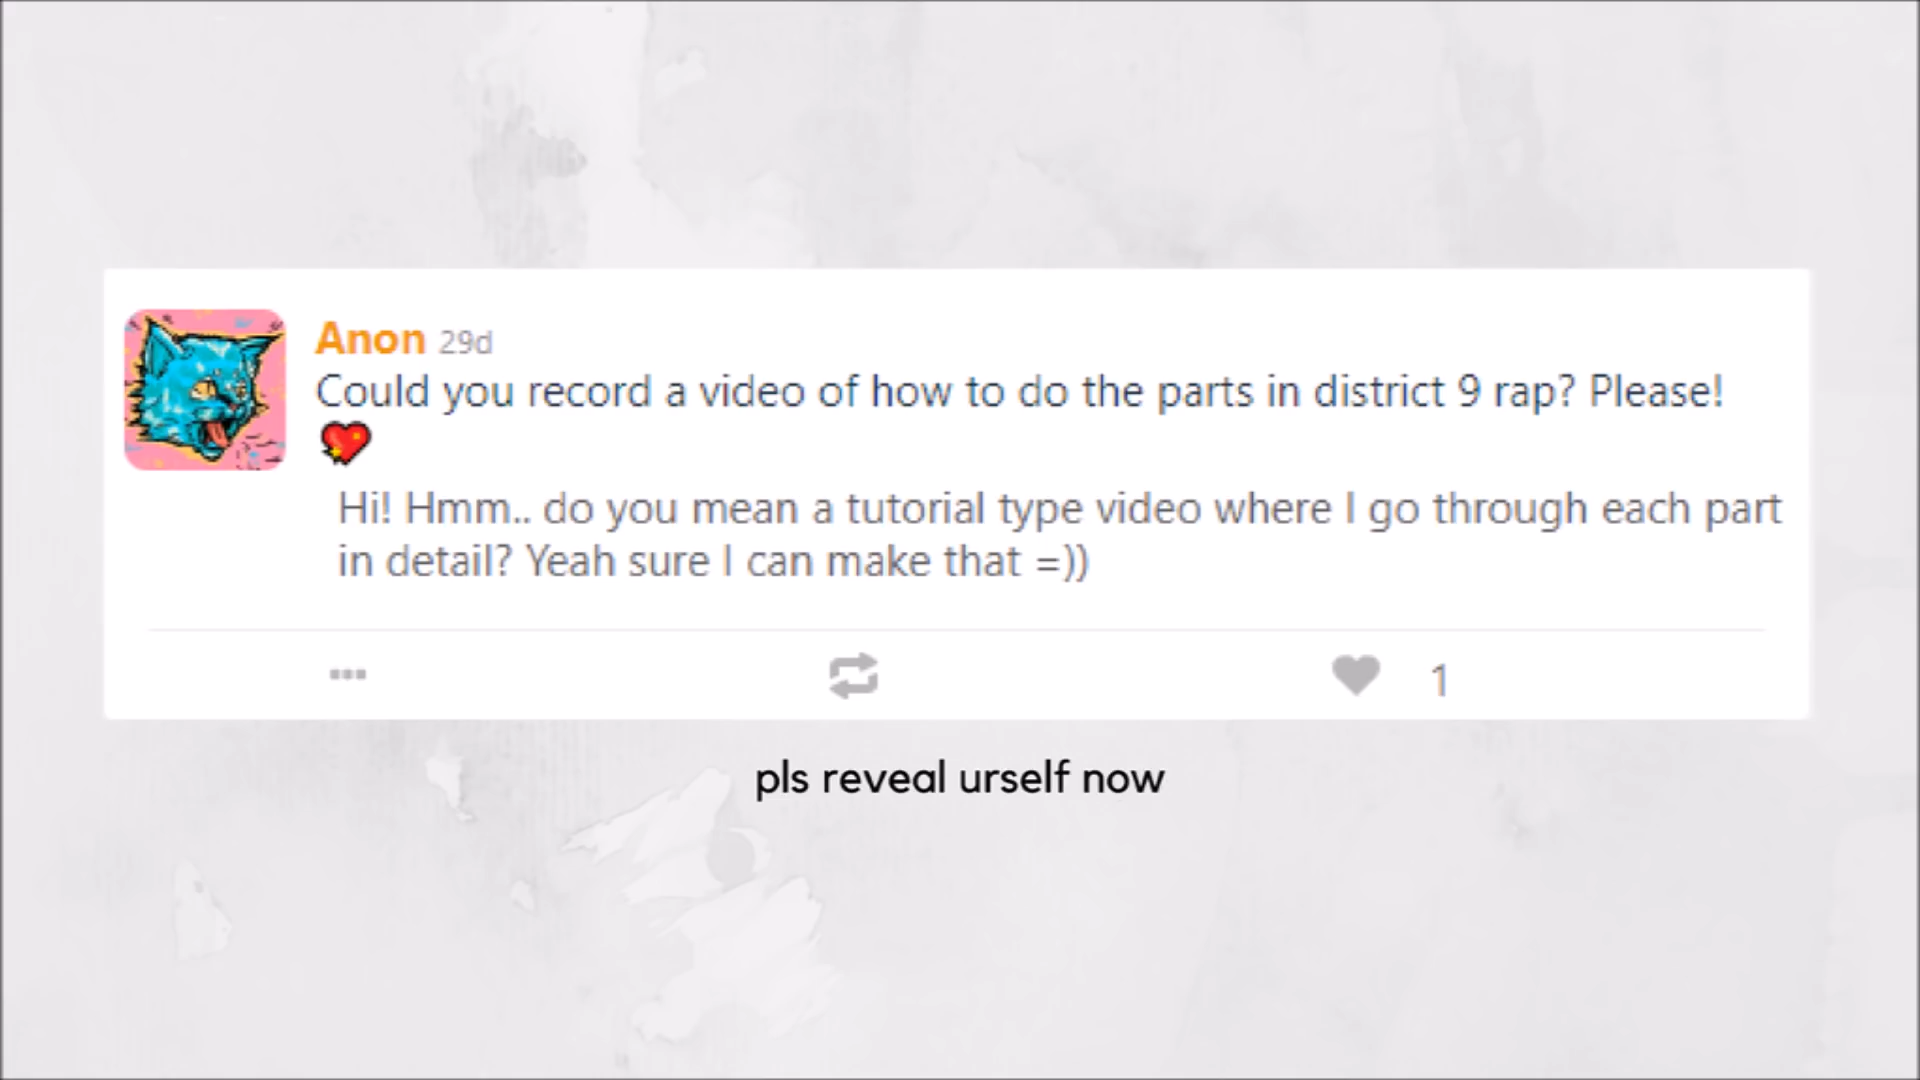 Anon 29d
Could you record a video of how to do the parts in district 9 rap? Please!
Hi! Hmm.. do you mean a tutorial type video where I go through each part
in detail? Yeah sure I can make that =))
1
pls reveal urself now